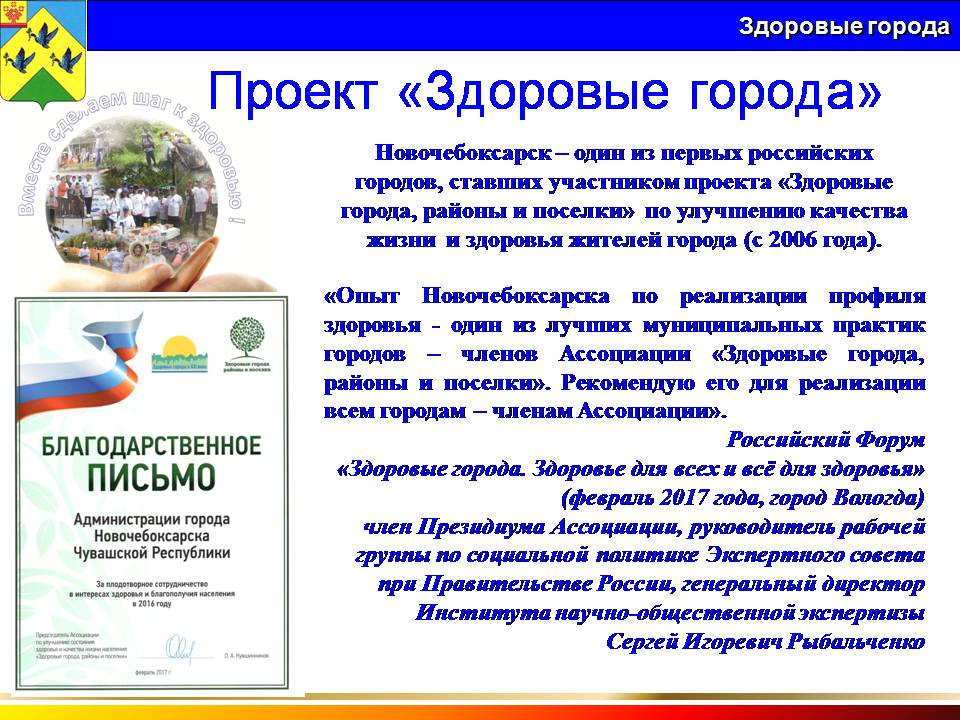 Здоровые города
Проект «Здоровые города»
Вместе сделаем шаг к здоровью !
Новочебоксарск – один из первых российских
городов, ставших участником проекта «Здоровые
города, районы и поселки» по улучшению качества
жизни и здоровья жителей города (с 2006 года).
«Опыт Новочебоксарска по реализации профиля
здоровья - один из лучших муниципальных практик
городов – членов Ассоциации «Здоровые города,
районы и поселки». Рекомендую его для реализации
всем городам – членам Ассоциации».
Российский Форум
«Здоровые города. Здоровье для всех и всё для здоровья»
(февраль 2017 года, город Вологда)
член Президиума Ассоциации, руководитель рабочей
группы по социальной политике Экспертного совета
при Правительстве России, генеральный директор
Института научно-общественной экспертизы
Сергей Игоревич Рыбальченко
Здоровые города
районы и поселки
БЛАГОДАРСТВЕННОЕ
ПИСЬМО
Администрации города
Новочебоксарска
Чувашской Республики
За плодотворное сотрудничество
в интересах здоровья и благополучия населения
в 2016 году
Председатель Ассоциации
по улучшению состояния
здоровья и качества жизни населения
«Здоровые города, районы и поселки»
О. А. Кувшинников
февраль 2017 г.